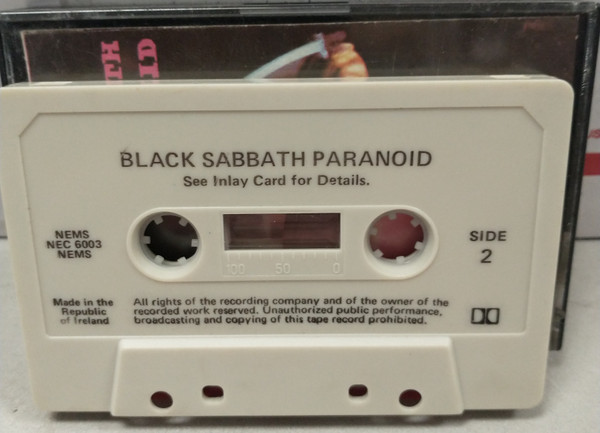 TH
ID
BLACK SABBATH PARANOID
See Inlay Card for Details.
NEMS
NEC 6003
NEMS
100 50 0
SIDE
2
Made in the
Republic
of Ireland
All rights of the recording company and of the owner of the
recorded work reserved. Unauthorized public performance,
broadcasting and copying of this tape record prohibited.